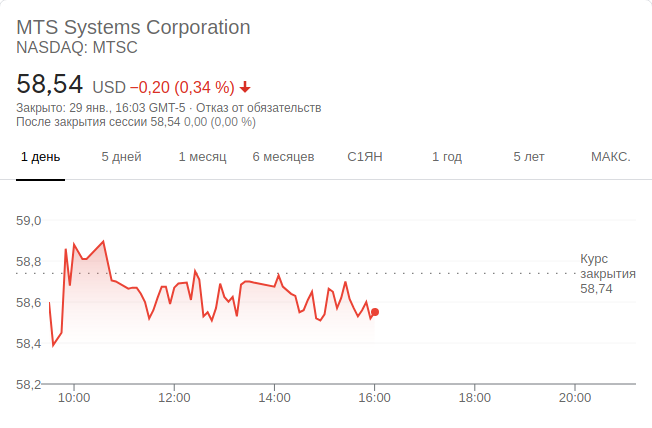 MTS Systems Corporation
NASDAQ: MTSC
58,54 USD −0,20 (0,34 %)
Закрыто: 29 янв., 16:03 GMT-5 · Отказ от обязательств
После закрытия сессии 58,54 0,00 (0,00 %)
1 день 5 дней 1 месяц 6 месяцев С1ЯН 1 год 5 лет МАКС.
59,0
58,8
58,6
58,4
58,2
Курс
закрытия
58,74
10:00 12:00 14:00 16:00 18:00 20:00